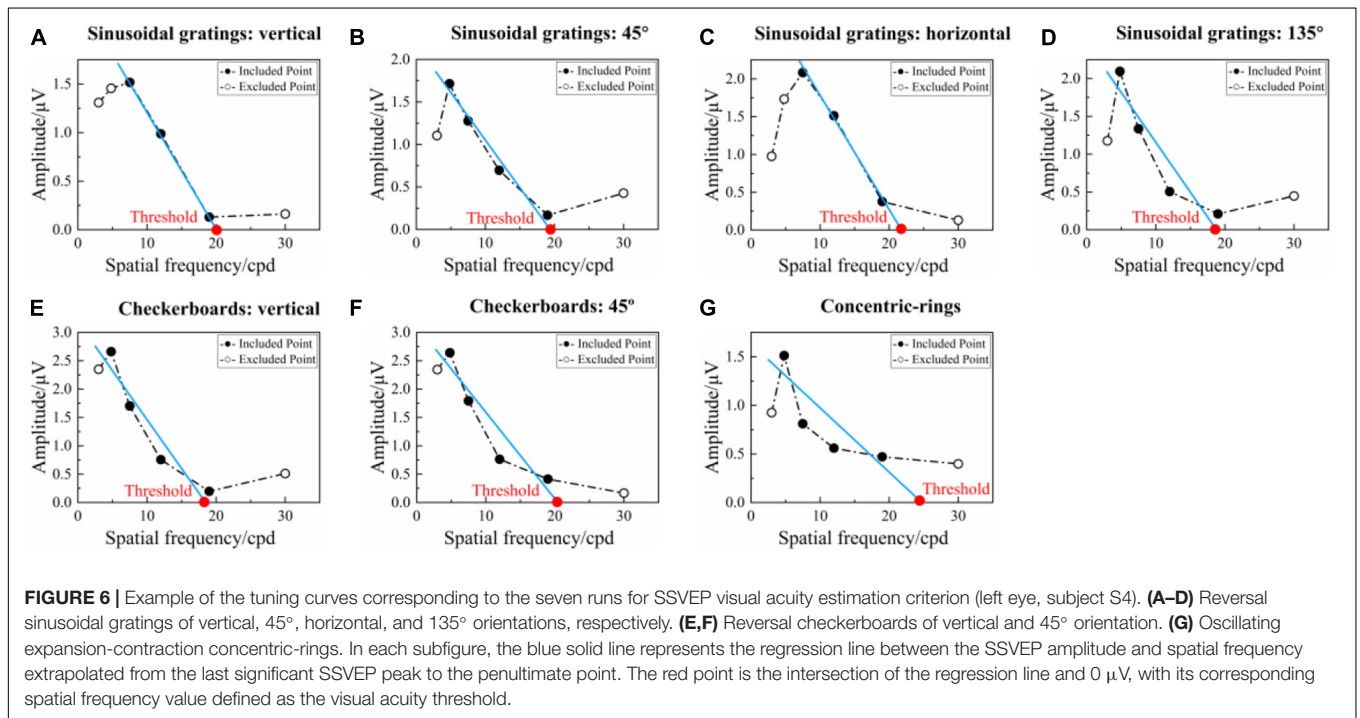 A Sinusoidal gratings: vertical
Included Point
Excluded Point
Amplitude/μV
1.5
1.0
0.5
0.0
Threshold
0 10 20 30
Spatial frequency/cpd
B Sinusoidal gratings: 45°
Included Point
Excluded Point
Amplitude/μV
2.0
1.5
1.0
0.5
0.0
Threshold
0 10 20 30
Spatial frequency/cpd
C Sinusoidal gratings: horizontal
Included Point
Excluded Point
Amplitude/μV
2.0
1.5
1.0
0.5
0.0
Threshold
0 10 20 30
Spatial frequency/cpd
D Sinusoidal gratings: 135°
Included Point
Excluded Point
Amplitude/μV
2.0
1.5
1.0
0.5
0.0
Threshold
0 10 20 30
Spatial frequency/cpd
E Checkerboards: vertical
Included Point
Excluded Point
Amplitude/μV
3.0
2.5
2.0
1.5
1.0
0.5
0.0
Threshold
0 10 20 30
Spatial frequency/cpd
F Checkerboards: 45°
Included Point
Excluded Point
Amplitude/μV
3.0
2.5
2.0
1.5
1.0
0.5
0.0
Threshold
0 10 20 30
Spatial frequency/cpd
G Concentric-rings
Included Point
Excluded Point
Amplitude/μV
1.5
1.0
0.5
0.0
Threshold
0 10 20 30
Spatial frequency/cpd
FIGURE 6 | Example of the tuning curves corresponding to the seven runs for SSVEP visual acuity estimation criterion (left eye, subject S4). (A–D) Reversal
sinusoidal gratings of vertical, 45°, horizontal, and 135° orientations, respectively. (E,F) Reversal checkerboards of vertical and 45° orientation. (G) Oscillating
expansion-contraction concentric-rings. In each subfigure, the blue solid line represents the regression line between the SSVEP amplitude and spatial frequency
extrapolated from the last significant SSVEP peak to the penultimate point. The red point is the intersection of the regression line and 0 μV, with its corresponding
spatial frequency value defined as the visual acuity threshold.